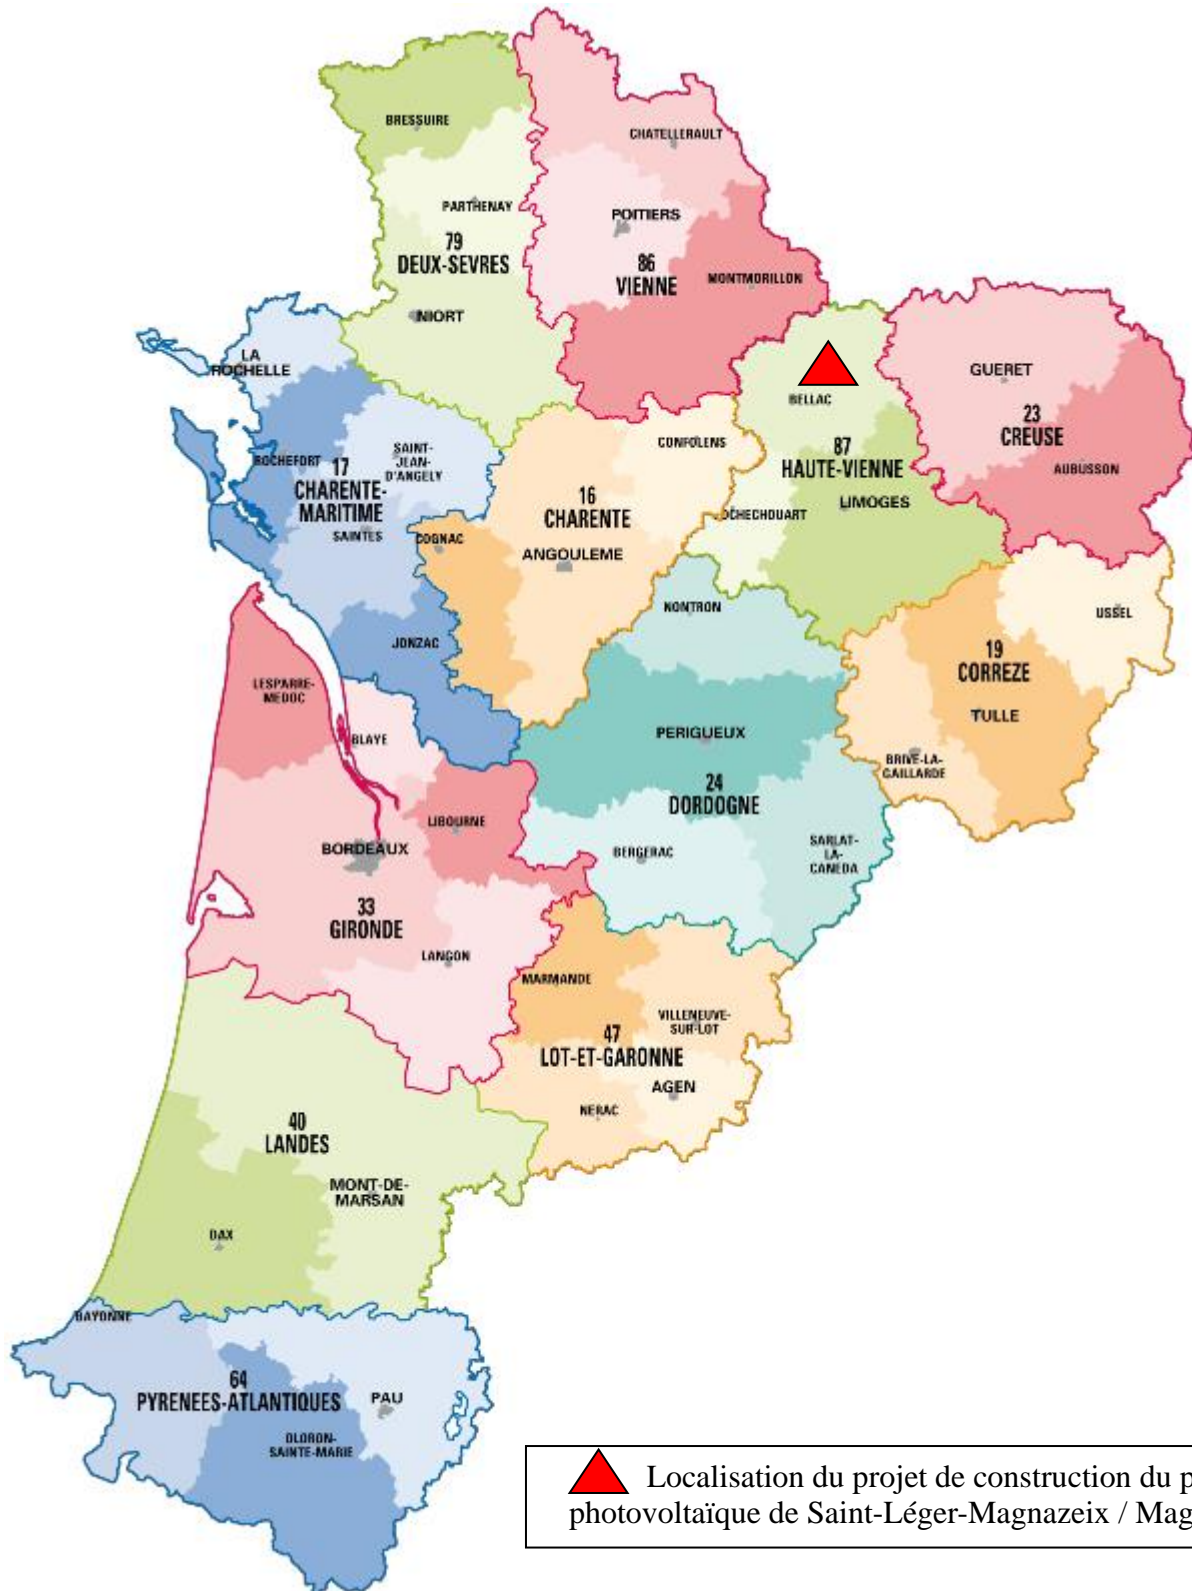 BRESSUIRE
CHATELLERAULT
PARTHENAY
POITIERS
79
DEUX-SEVRES
86
VIENNE
MONTMORILLON
NIORT
LA
ROCHELLE
GUERET
BELLAC
23
CREUSE
CONFOLENS
87
HAUTE-VIENNE
AUBUSSON
ROCHEFORT
SAINT-
JEAN-
D'ANGELY
17
CHARENTE-
MARITIME
16
CHARENTE
LIMOGES
OCHECHOUART
SAINTES
COGNAC
ANGOULEME
NONTRON
USSEL
JONZAC
19
CORREZE
LESPARRE-
MEDOC
TULLE
BLAYE
PERIGUEUX
BRIVE-LA-
GAILLARDE
24
DORDOGNE
LIBOURNE
BORDEAUX
BERGERAC
SARLAT-
LA-
CANEDA
33
GIRONDE
LANGON
MARMANDE
VILLENEUVE-
SUR-LOT
47
LOT-ET-GARONNE
AGEN
NERAC
40
LANDES
MONT-DE-
MARSAN
DAX
BAYONNE
64
PYRENEES-ATLANTIQUES
PAU
OLORON-
SAINTE-MARIE
Localisation du projet de construction du p
photovoltaïque de Saint-Léger-Magnazeix / Mag